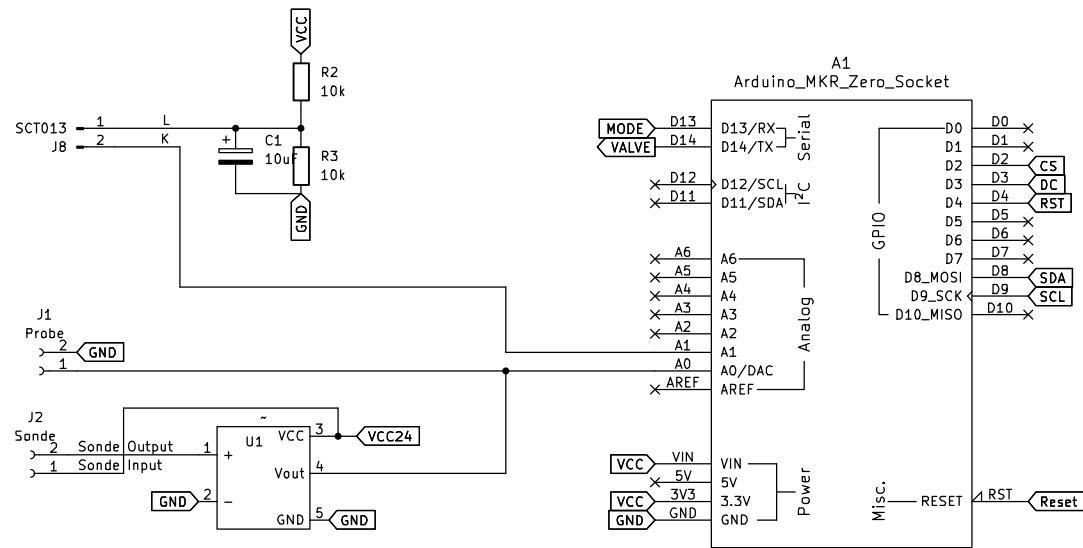 VCC
R2
10k
SCT013
J8
1
L
2
K
+
C1
10uF
R3
10k
GND
J1
Probe
2
GND
1
J2
Sonde
2
Sonde Output
1
Sonde Input
~
U1
1
+
VCC
3
VCC24
Vout
4
GND
2
-
GND
5
GND
A1
Arduino_MKR_Zero_Socket
MODE
D13
D13/RX
VALVE
D14
D14/TX
Serial
D12
D12/SCL
D11
D11/SDA
I²C
A6
A6
A5
A5
A4
A4
A3
A3
A2
A2
A1
A1
A0
A0/DAC
AREF
AREF
Analog
VCC
VIN
VIN
5V
5V
VCC
3V3
3.3V
GND
GND
GND
Power
GPIO
D0
D0
D1
D1
D2
D2
CS
D3
D3
DC
D4
D4
RST
D5
D5
D6
D6
D7
D7
D8_MOSI
D8
SDA
D9_SCK
D9
SCL
D10_MISO
D10
Misc.
RESET
RST
Reset